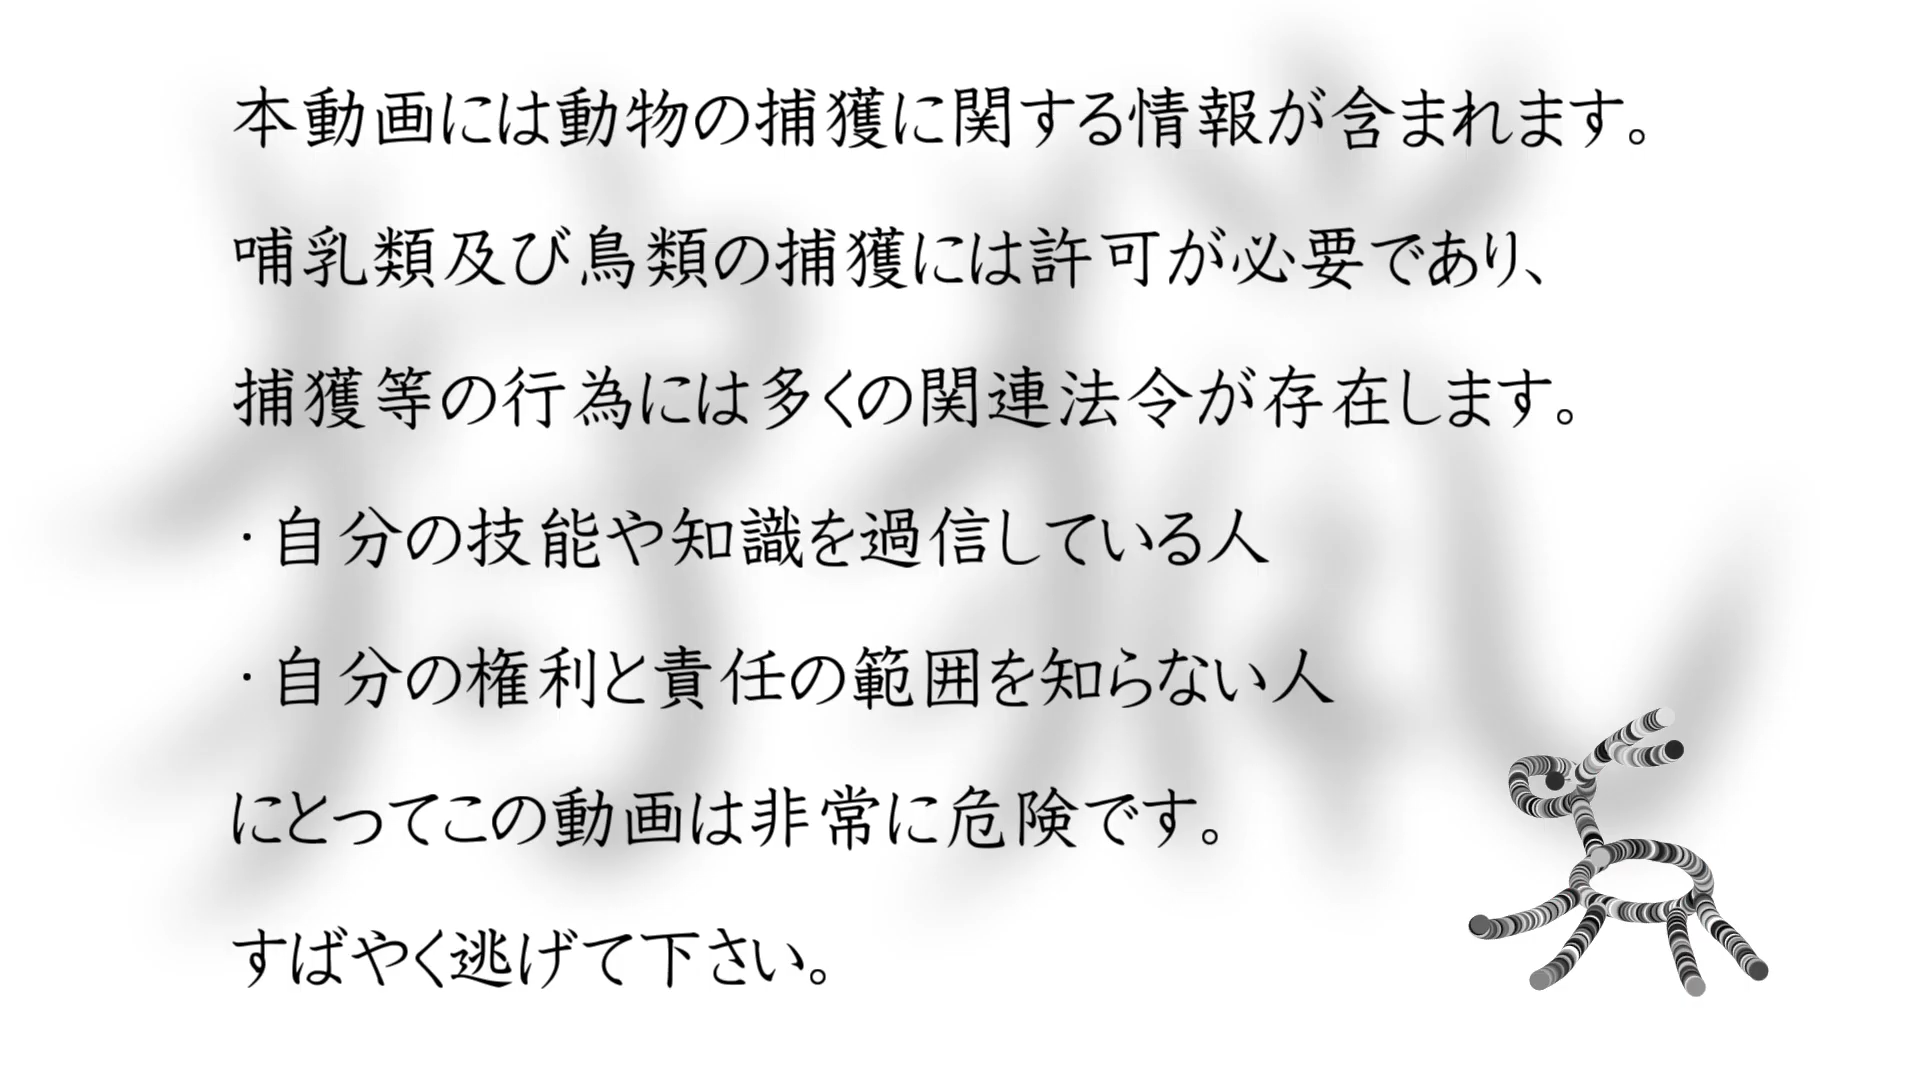 本動画には動物の捕獲に関する情報が含まれます。
哺乳類及び鳥類の捕獲には許可が必要であり、
捕獲等の行為には多くの関連法令が存在します。
・自分の技能や知識を過信している人
・自分の権利と責任の範囲を知らない人
にとってこの動画は非常に危険です。
すばやく逃げて下さい。